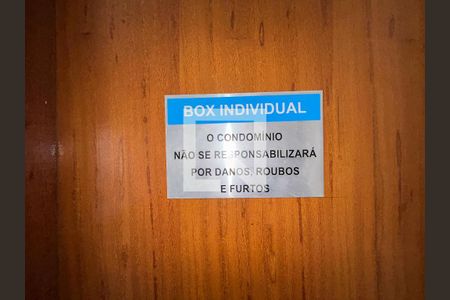 BOX INDIVIDUAL
O CONDOMÍNIO
NÃO SE RESPONSABILIZARÁ
POR DANOS, ROUBOS
E FURTOS